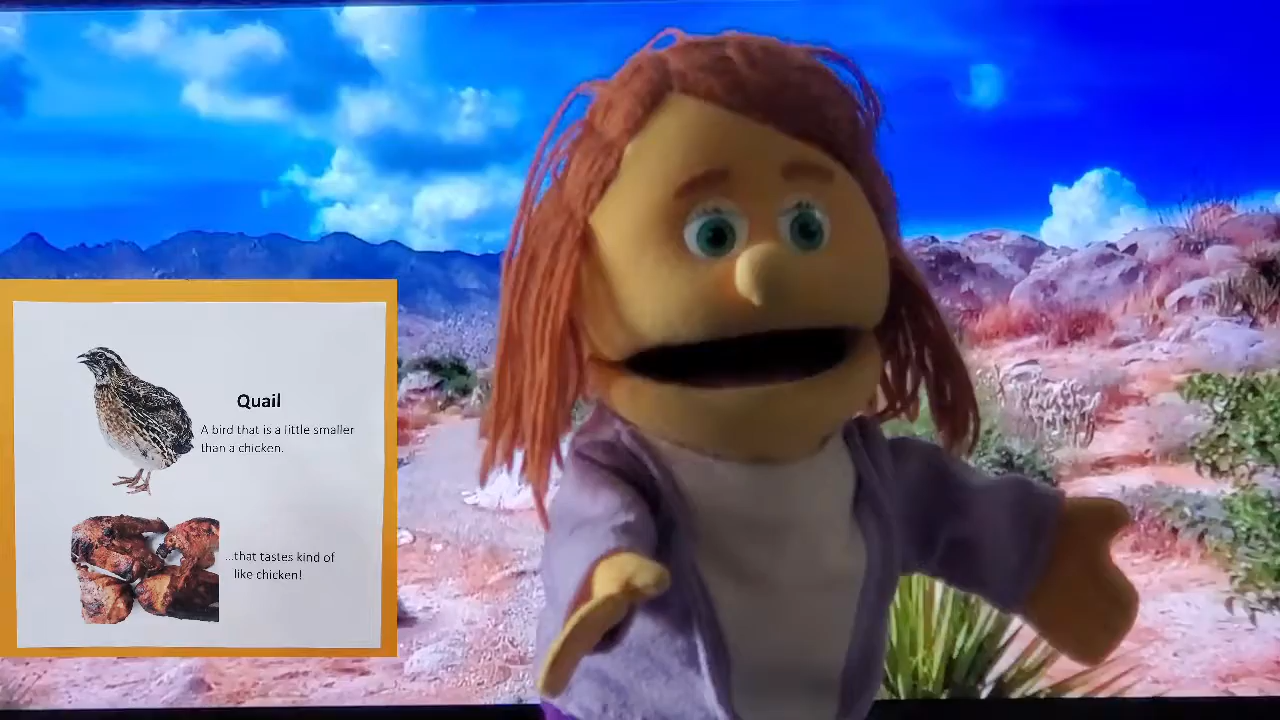 Quail
A bird that is a little smaller
than a chicken.
...that tastes kind of
like chicken!